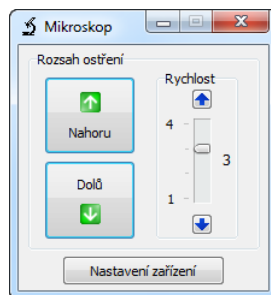 Mikroskop
Rozsah ostření
Nahoru
Dolů
Rychlost
4
3
1
Nastavení zařízení